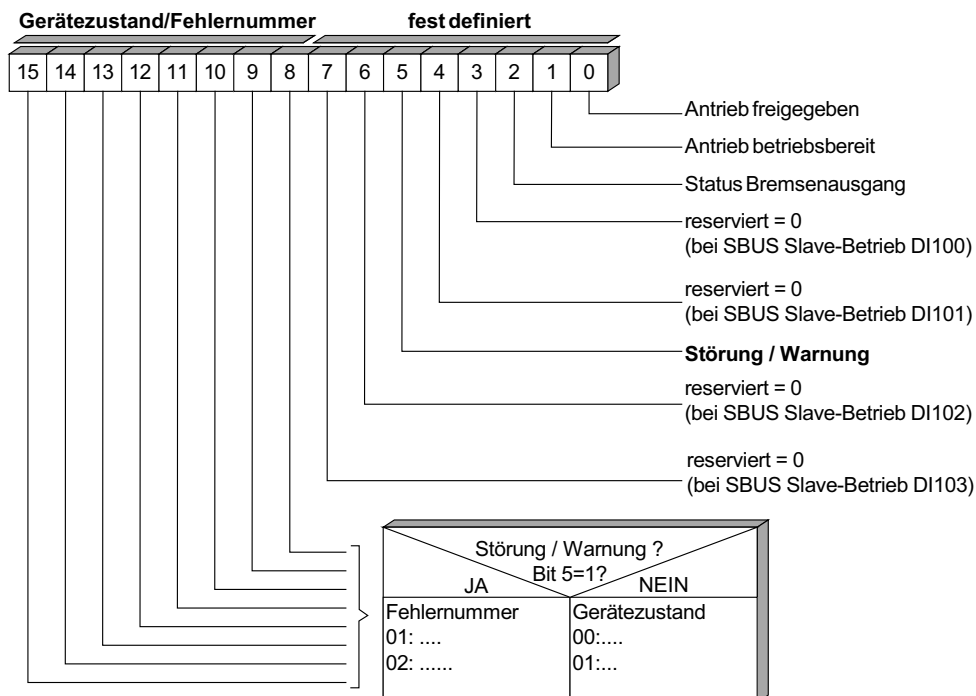 Gerätezustand/Fehlernummer fest definiert
15 14 13 12 11 10 9 8 7 6 5 4 3 2 1 0
Antrieb freigegeben
Antrieb betriebsbereit
Status Bremsenausgang
reserviert = 0
(bei SBUS Slave-Betrieb DI100)
reserviert = 0
(bei SBUS Slave-Betrieb DI101)
Störung / Warnung
reserviert = 0
(bei SBUS Slave-Betrieb DI102)
reserviert = 0
(bei SBUS Slave-Betrieb DI103)
Störung / Warnung ?
Bit 5=1?
JA NEIN
Fehlernummer Gerätezustand
01: .... 00:....
02: ...... 01:...